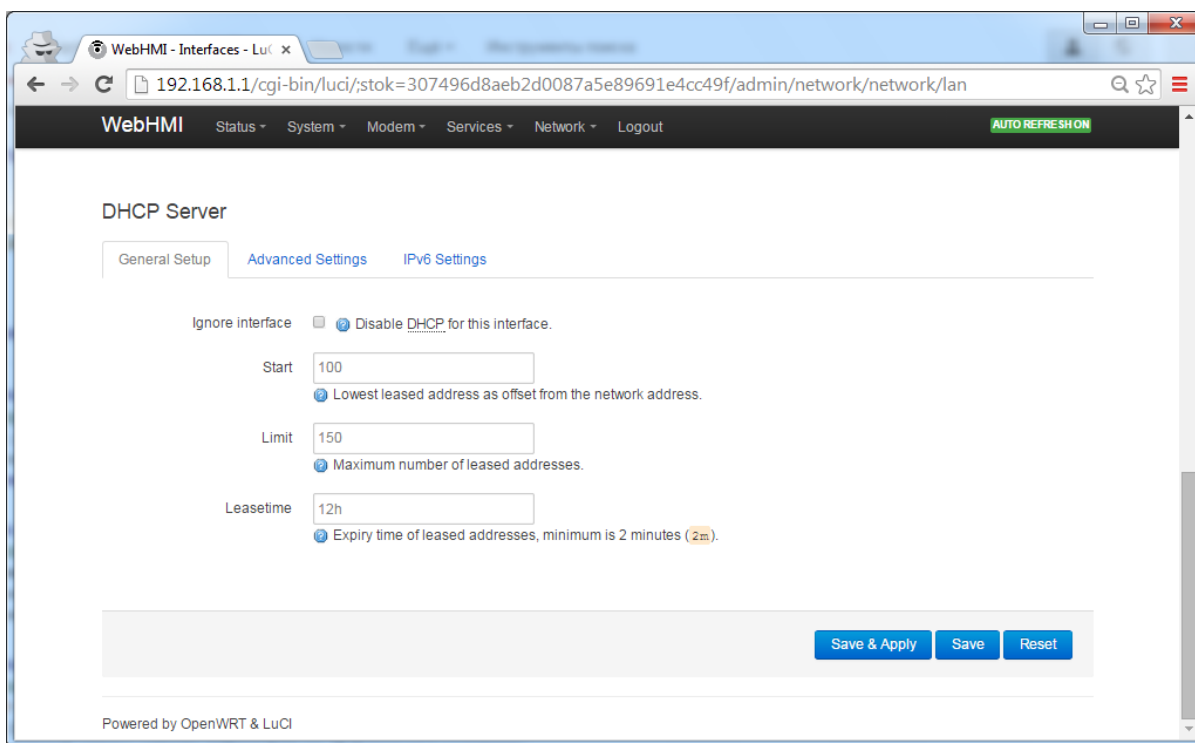 WebHMI - Interfaces - LuC
192.168.1.1/cgi-bin/luci/;stok=307496d8aeb2d0087a5e89691e4cc49f/admin/network/network/lan
WebHMI Status System Modem Services Network Logout AUTO REFRESH ON
DHCP Server
General Setup Advanced Settings IPv6 Settings
Ignore interface Disable DHCP for this interface.
Start 100
Lowest leased address as offset from the network address.
Limit 150
Maximum number of leased addresses.
Leasetime 12h
Expiry time of leased addresses, minimum is 2 minutes (2m).
Save & Apply Save Reset
Powered by OpenWRT & LuCI